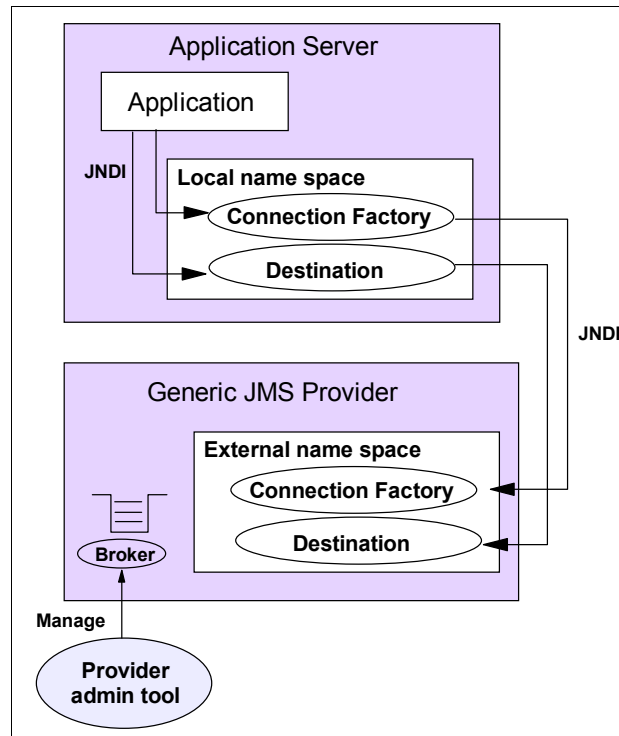 Application Server
Application
JNDI
Local name space
Connection Factory
Destination
JNDI
Generic JMS Provider
External name space
Connection Factory
Destination
Broker
Manage
Provider
admin tool